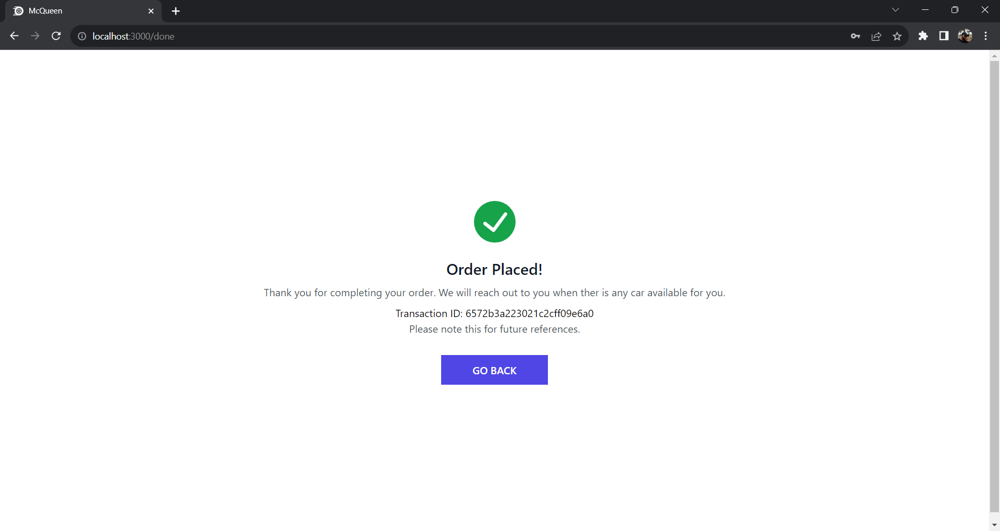 McQueen
localhost:3000/done
Order Placed!
Thank you for completing your order. We will reach out to you when ther is any car available for you.
Transaction ID: 6572b3a223021c2cff09e6a0
Please note this for future references.
GO BACK